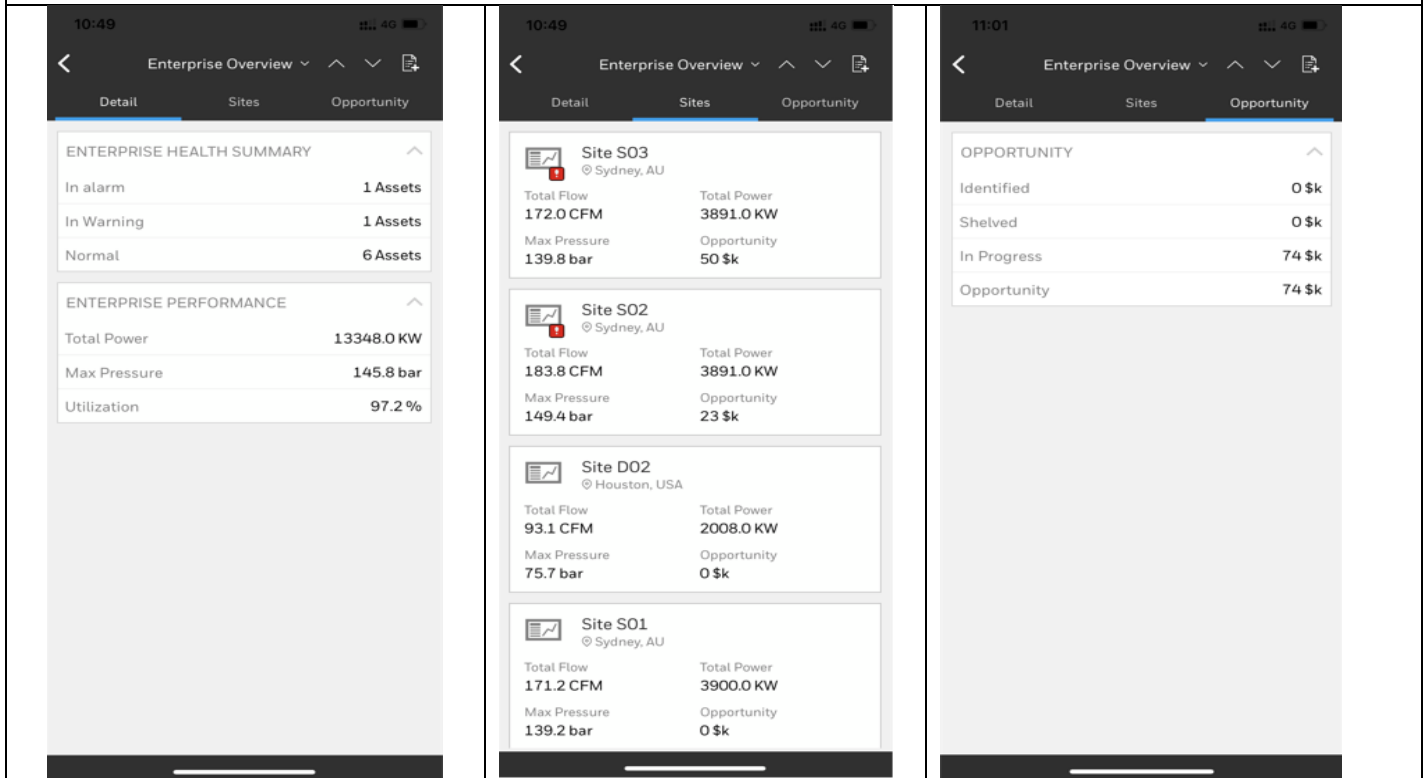 10:49
4G
Enterprise Overview
Detail Sites Opportunity
ENTERPRISE HEALTH SUMMARY
In alarm 1 Assets
In Warning 1 Assets
Normal 6 Assets
ENTERPRISE PERFORMANCE
Total Power 13348.0 KW
Max Pressure 145.8 bar
Utilization 97.2 %
10:49
4G
Enterprise Overview
Detail Sites Opportunity
Site S03
Sydney, AU
Total Flow Total Power
172.0 CFM 3891.0 KW
Max Pressure Opportunity
139.8 bar 50 $k
Site S02
Sydney, AU
Total Flow Total Power
183.8 CFM 3891.0 KW
Max Pressure Opportunity
149.4 bar 23 $k
Site D02
Houston, USA
Total Flow Total Power
93.1 CFM 2008.0 KW
Max Pressure Opportunity
75.7 bar 0 $k
Site S01
Sydney, AU
Total Flow Total Power
171.2 CFM 3900.0 KW
Max Pressure Opportunity
139.2 bar 0 $k
11:01
4G
Enterprise Overview
Detail Sites Opportunity
OPPORTUNITY
Identified 0 $k
Shelved 0 $k
In Progress 74 $k
Opportunity 74 $k